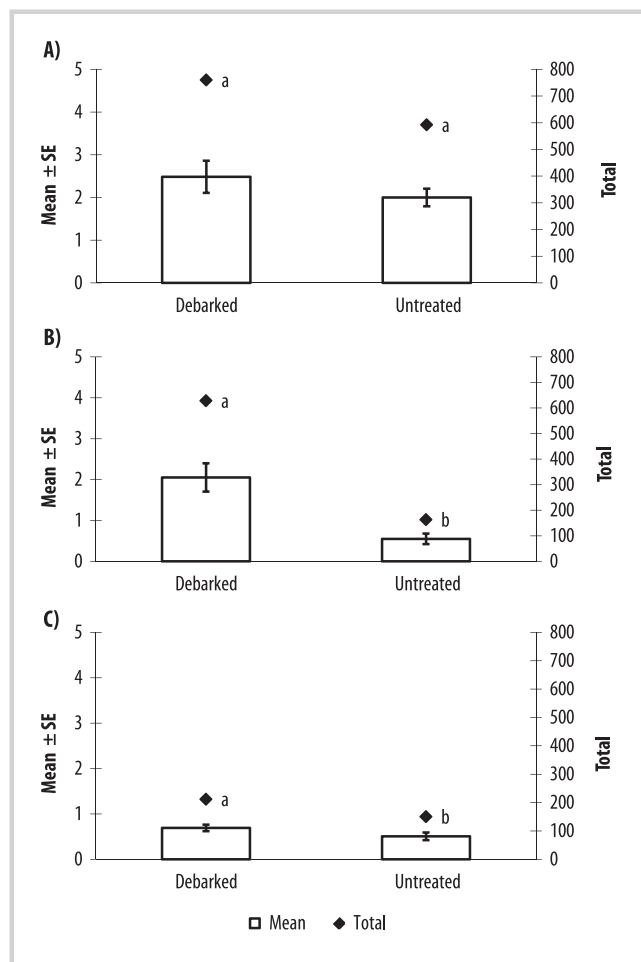 A)
5 800
a
700
4 a 600
500
3
400
2 300
200
1
100
0 0
Mean ± SE
Total
Debarked Untreated
B)
5 800
700
4 a
600
3 500
400
2 300
200
1 b
100
0 0
Mean ± SE
Total
Debarked Untreated
C)
5 800
700
4
600
3 500
400
2 300
a 200
1 b
100
0 0
Mean ± SE
Total
Debarked Untreated
Mean Total